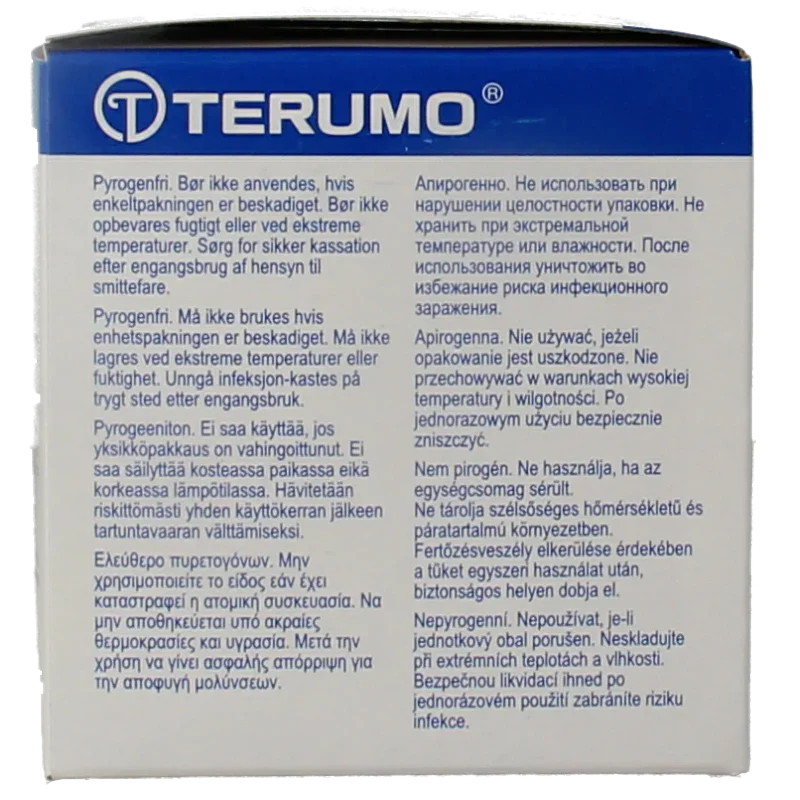 TERUMO®
Pyrogenfri. Bør ikke anvendes, hvis
enkeltpakningen er beskadiget. Bør ikke
opbevares fugtigt eller ved ekstreme
temperaturer. Sørg for sikker kassation
efter engangsbrug af hensyn til
smittefare.
Pyrogenfri. Må ikke brukes hvis
enhetspakningen er beskadiget. Må ikke
lagres ved ekstreme temperaturer eller
fuktighet. Unngå infeksjon-kastes på
trygt sted etter engangsbruk.
Pyrogeeniton. Ei saa käyttää, jos
yksikköpakkaus on vahingoittunut. Ei
saa säilyttää kosteassa paikassa eikä
korkeassa lämpötilassa. Hävitetään
riskittömästi yhden käyttökerran jälkeen
tartuntavaaran välttämiseksi.
Ελεύθερο πυρετογόνων. Μην
χρησιμοποιείτε το είδος εάν έχει
καταστραφεί η ατομική συσκευασία. Να
μην αποθηκεύεται υπό ακραίες
θερμοκρασίες και υγρασία. Μετά την
χρήση να γίνει ασφαλής απόρριψη για
την αποφυγή μολύνσεων.
Апирогенно. Не использовать при
нарушении целостности упаковки. Не
хранить при экстремальной
температуре или влажности. После
использования уничтожить во
избежание риска инфекционного
заражения.
Apirogenna. Nie używać, jeżeli
opakowanie jest uszkodzone. Nie
przechowywać w warunkach wysokiej
temperatury i wilgotności. Po
jednorazowym użyciu bezpiecznie
zniszczyć.
Nem pirogén. Ne használja, ha az
egységcsomag sérült.
Ne tárolja szélsőséges hőmérsékletű és
páratartalmú környezetben.
Fertőzésveszély elkerülése érdekében
a tűket egyszeri használat után,
biztonságos helyen dobja el.
Nepyrogenní. Nepoužívat, je-li
jednotkový obal porušen. Neskladujte
při extrémních teplotách a vlhkosti.
Bezpečnou likvidací ihned po
jednorázovém použití zabráníte riziku
infekce.